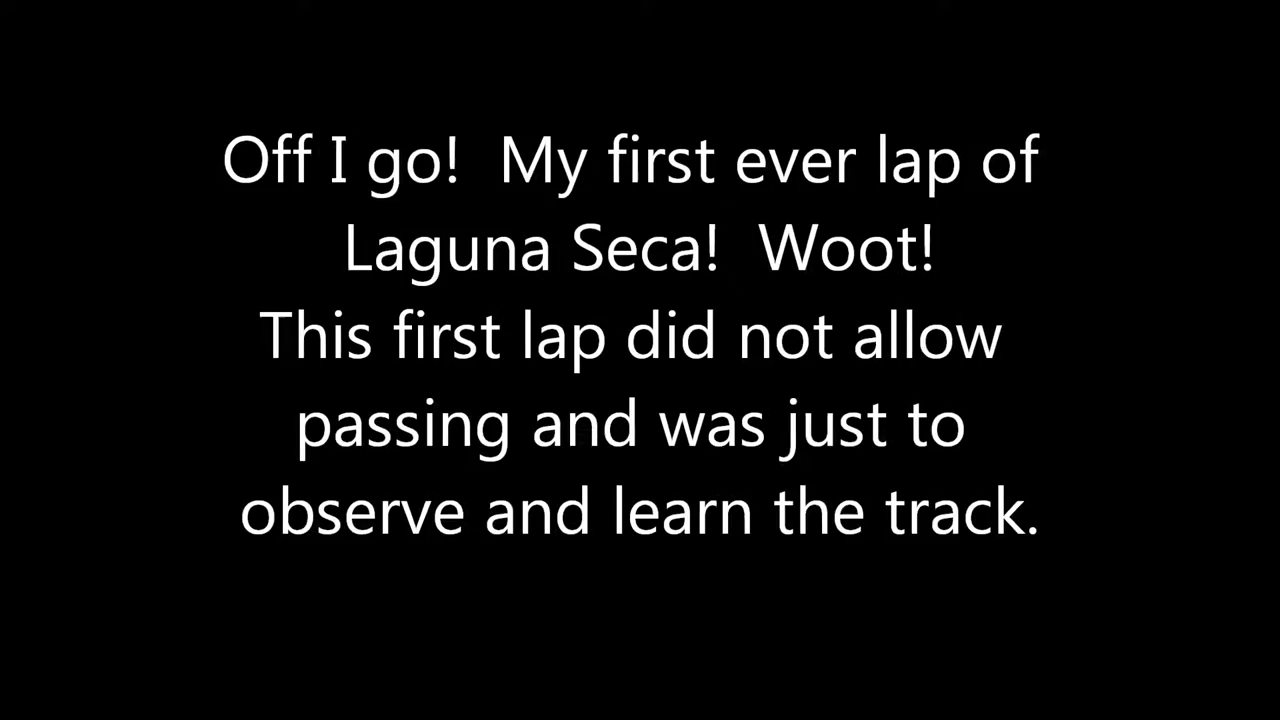 Off I go!  My first ever lap of
Laguna Seca!  Woot!
This first lap did not allow
passing and was just to
observe and learn the track.